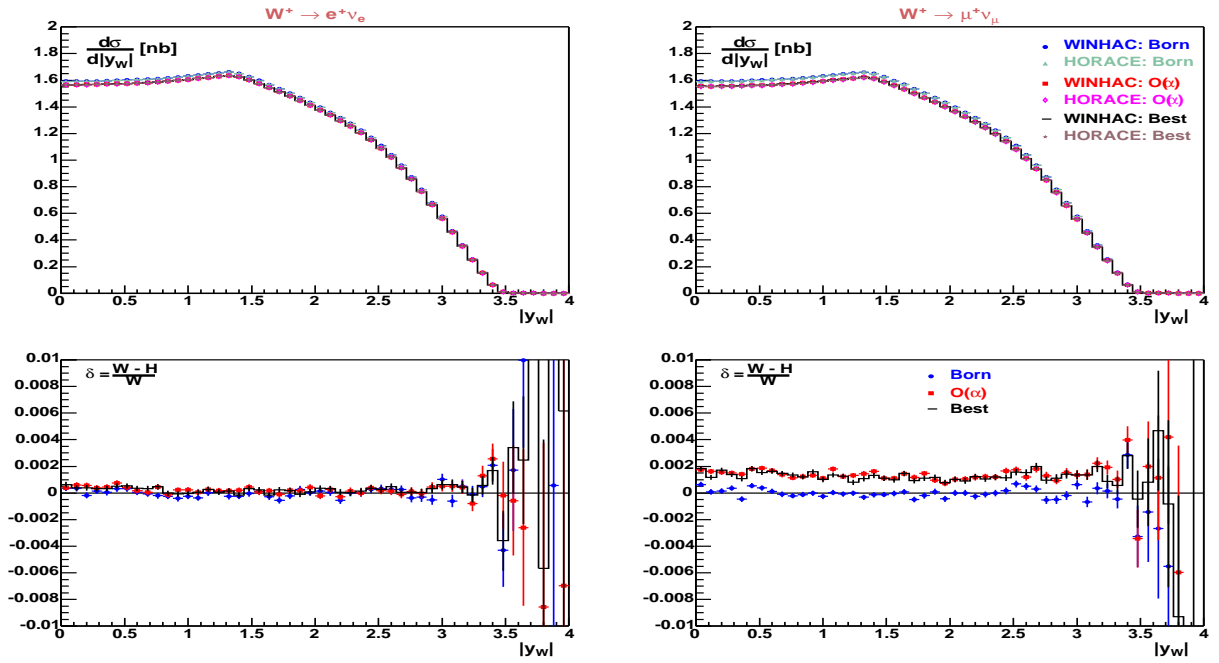 W⁺ → e⁺νₑ
2
1.8
1.6
1.4
1.2
1
0.8
0.6
0.4
0.2
0
dσ
d|y_W|
[nb]
0 0.5 1 1.5 2 2.5 3 3.5 4
|y_W|
W⁺ → μ⁺ν_μ
2
1.8
1.6
1.4
1.2
1
0.8
0.6
0.4
0.2
0
dσ
d|y_W|
[nb]
WINHAC: Born
HORACE: Born
WINHAC: O(α)
HORACE: O(α)
WINHAC: Best
HORACE: Best
0 0.5 1 1.5 2 2.5 3 3.5 4
|y_W|
0.01
0.008
0.006
0.004
0.002
0
-0.002
-0.004
-0.006
-0.008
-0.01
δ = W - H
W
0 0.5 1 1.5 2 2.5 3 3.5 4
|y_W|
0.01
0.008
0.006
0.004
0.002
0
-0.002
-0.004
-0.006
-0.008
-0.01
δ = W - H
W
Born
O(α)
Best
0 0.5 1 1.5 2 2.5 3 3.5 4
|y_W|